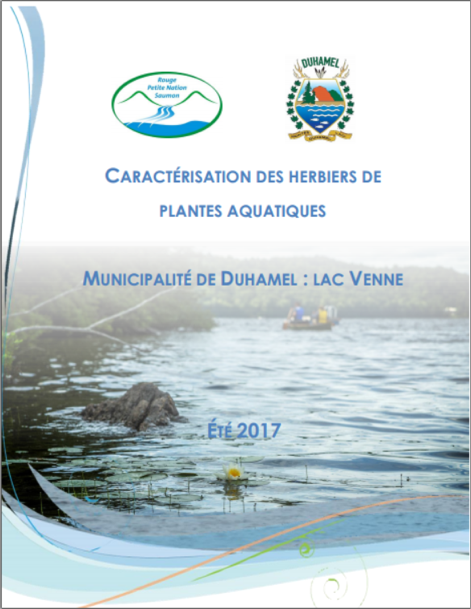 Rouge
Petite Nation
Saumon
DUHAMEL
CARACTÉRISATION DES HERBIERS DE
PLANTES AQUATIQUES
MUNICIPALITÉ DE DUHAMEL : LAC VENNE
ÉTÉ 2017